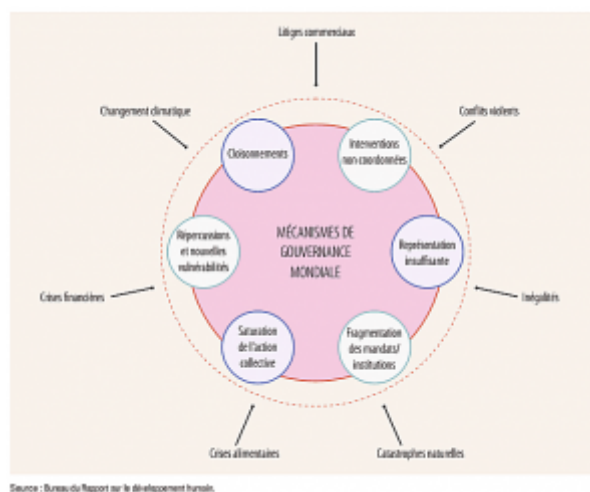 Litiges commerciaux
Changement climatique
Conflits violents
Cloisonnements
Interventions
non coordonnées
Répercussions
et nouvelles
vulnérabilités
MÉCANISMES DE
GOUVERNANCE
MONDIALE
Représentation
insuffisante
Crises financières
Inégalités
Saturation
de l'action
collective
Fragmentation
des mandats/
institutions
Crises alimentaires
Catastrophes naturelles
Source : Bureau du Rapport sur le développement humain.